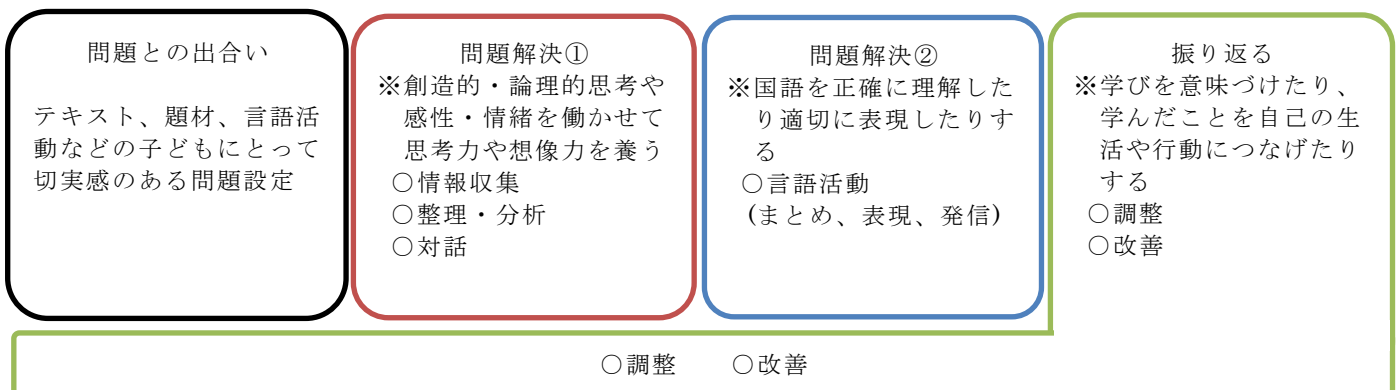 問題との出合い
テキスト、題材、言語活
動などの子どもにとって
切実感のある問題設定
問題解決①
※創造的・論理的思考や
感性・情緒を働かせて
思考力や想像力を養う
○情報収集
○整理・分析
○対話
問題解決②
※国語を正確に理解した
り適切に表現したりす
る
○言語活動
(まとめ、表現、発信)
振り返る
※学びを意味づけたり、
学んだことを自己の生
活や行動につなげたり
する
○調整
○改善
○調整　　○改善